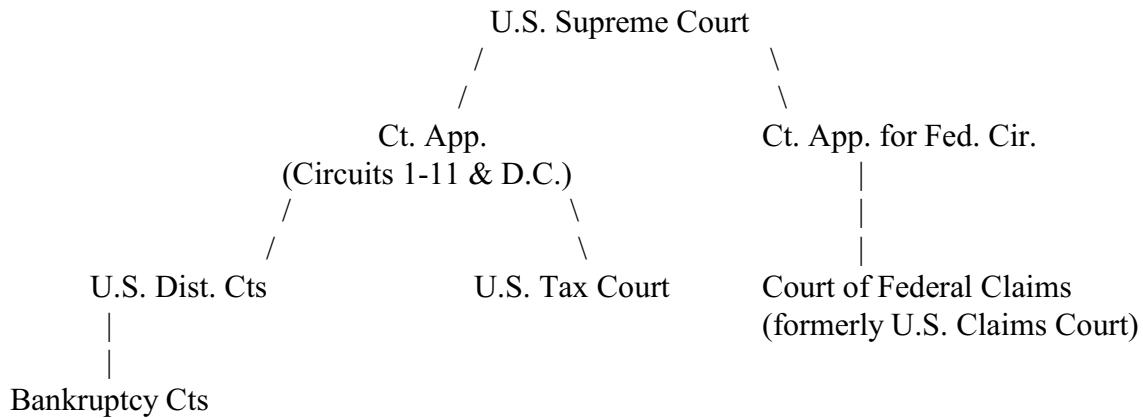 U.S. Supreme Court
Ct. App. Ct. App. for Fed. Cir.
(Circuits 1-11 & D.C.)
U.S. Dist. Cts U.S. Tax Court Court of Federal Claims
(formerly U.S. Claims Court)
Bankruptcy Cts